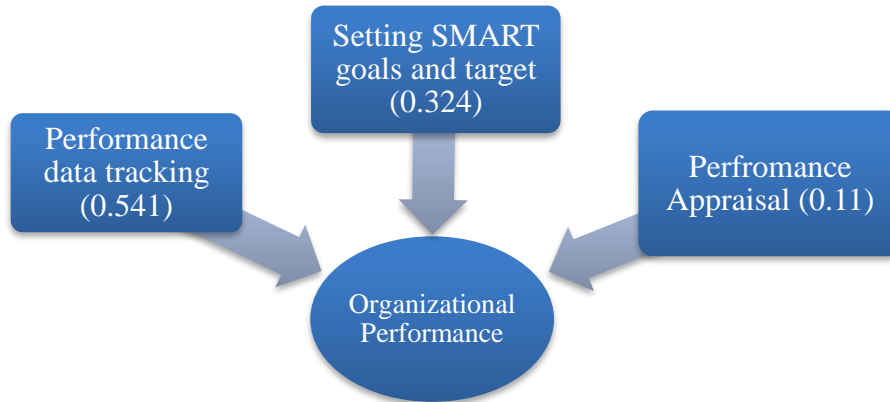 Setting SMART
goals and target
(0.324)
Performance
data tracking
(0.541)
Perfromance
Appraisal (0.11)
Organizational
Performance